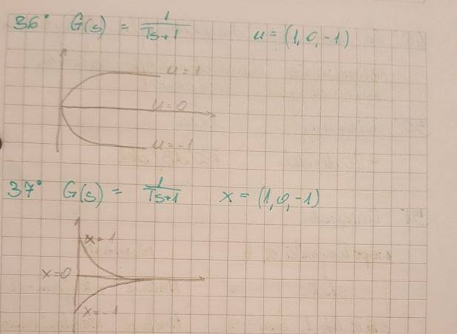 36° G(s) = 1/Ts+1 u = (1, 0, -1)
u=1
u=0
u=-1
37° G(s) = 1/Ts+1 x = (1, 0, -1)
x=1
x=0
x=-1